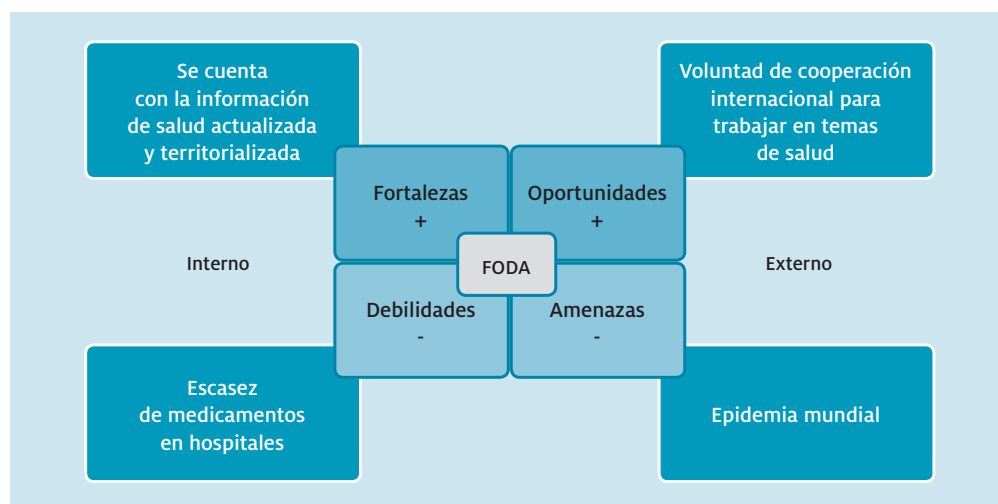 Se cuenta
con la información
de salud actualizada
y territorializada
Voluntad de cooperación
internacional para
trabajar en temas
de salud
Fortalezas
+
Oportunidades
+
Interno
FODA
Externo
Debilidades
-
Amenazas
-
Escasez
de medicamentos
en hospitales
Epidemia mundial